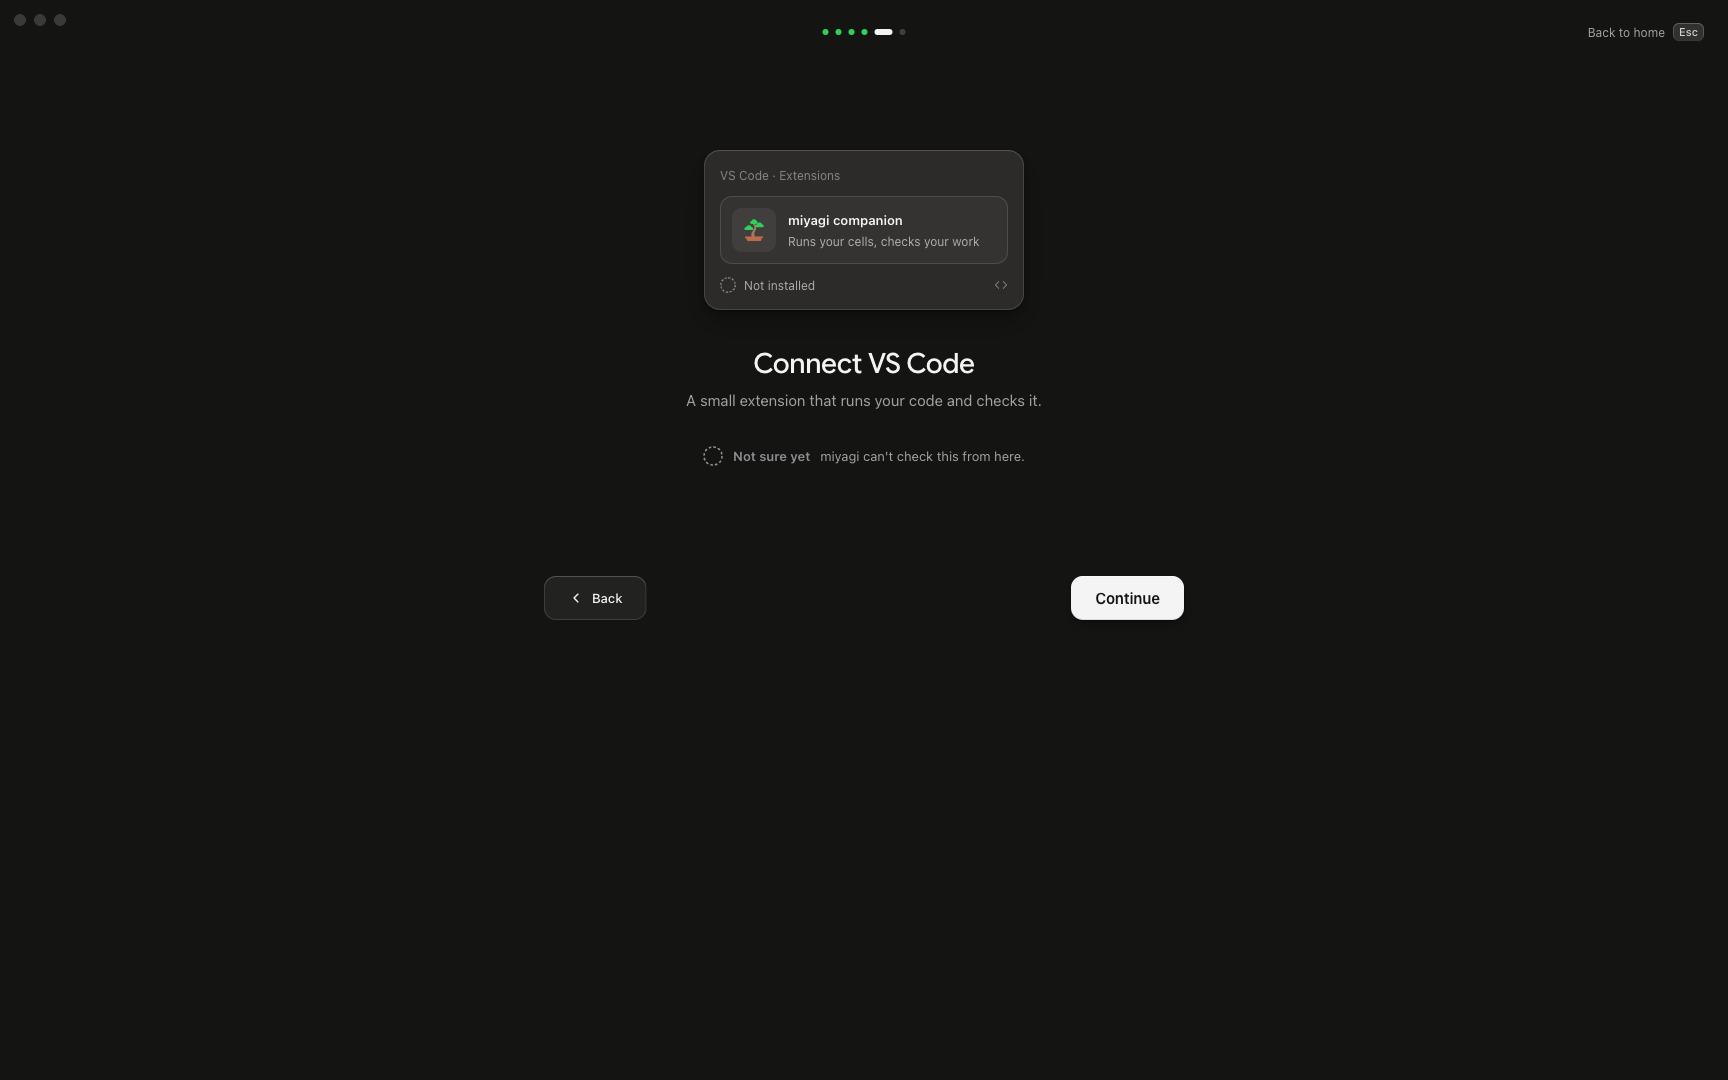 Back to home Esc
VS Code · Extensions
miyagi companion
Runs your cells, checks your work
Not installed
Connect VS Code
A small extension that runs your code and checks it.
Not sure yet miyagi can't check this from here.
Back
Continue